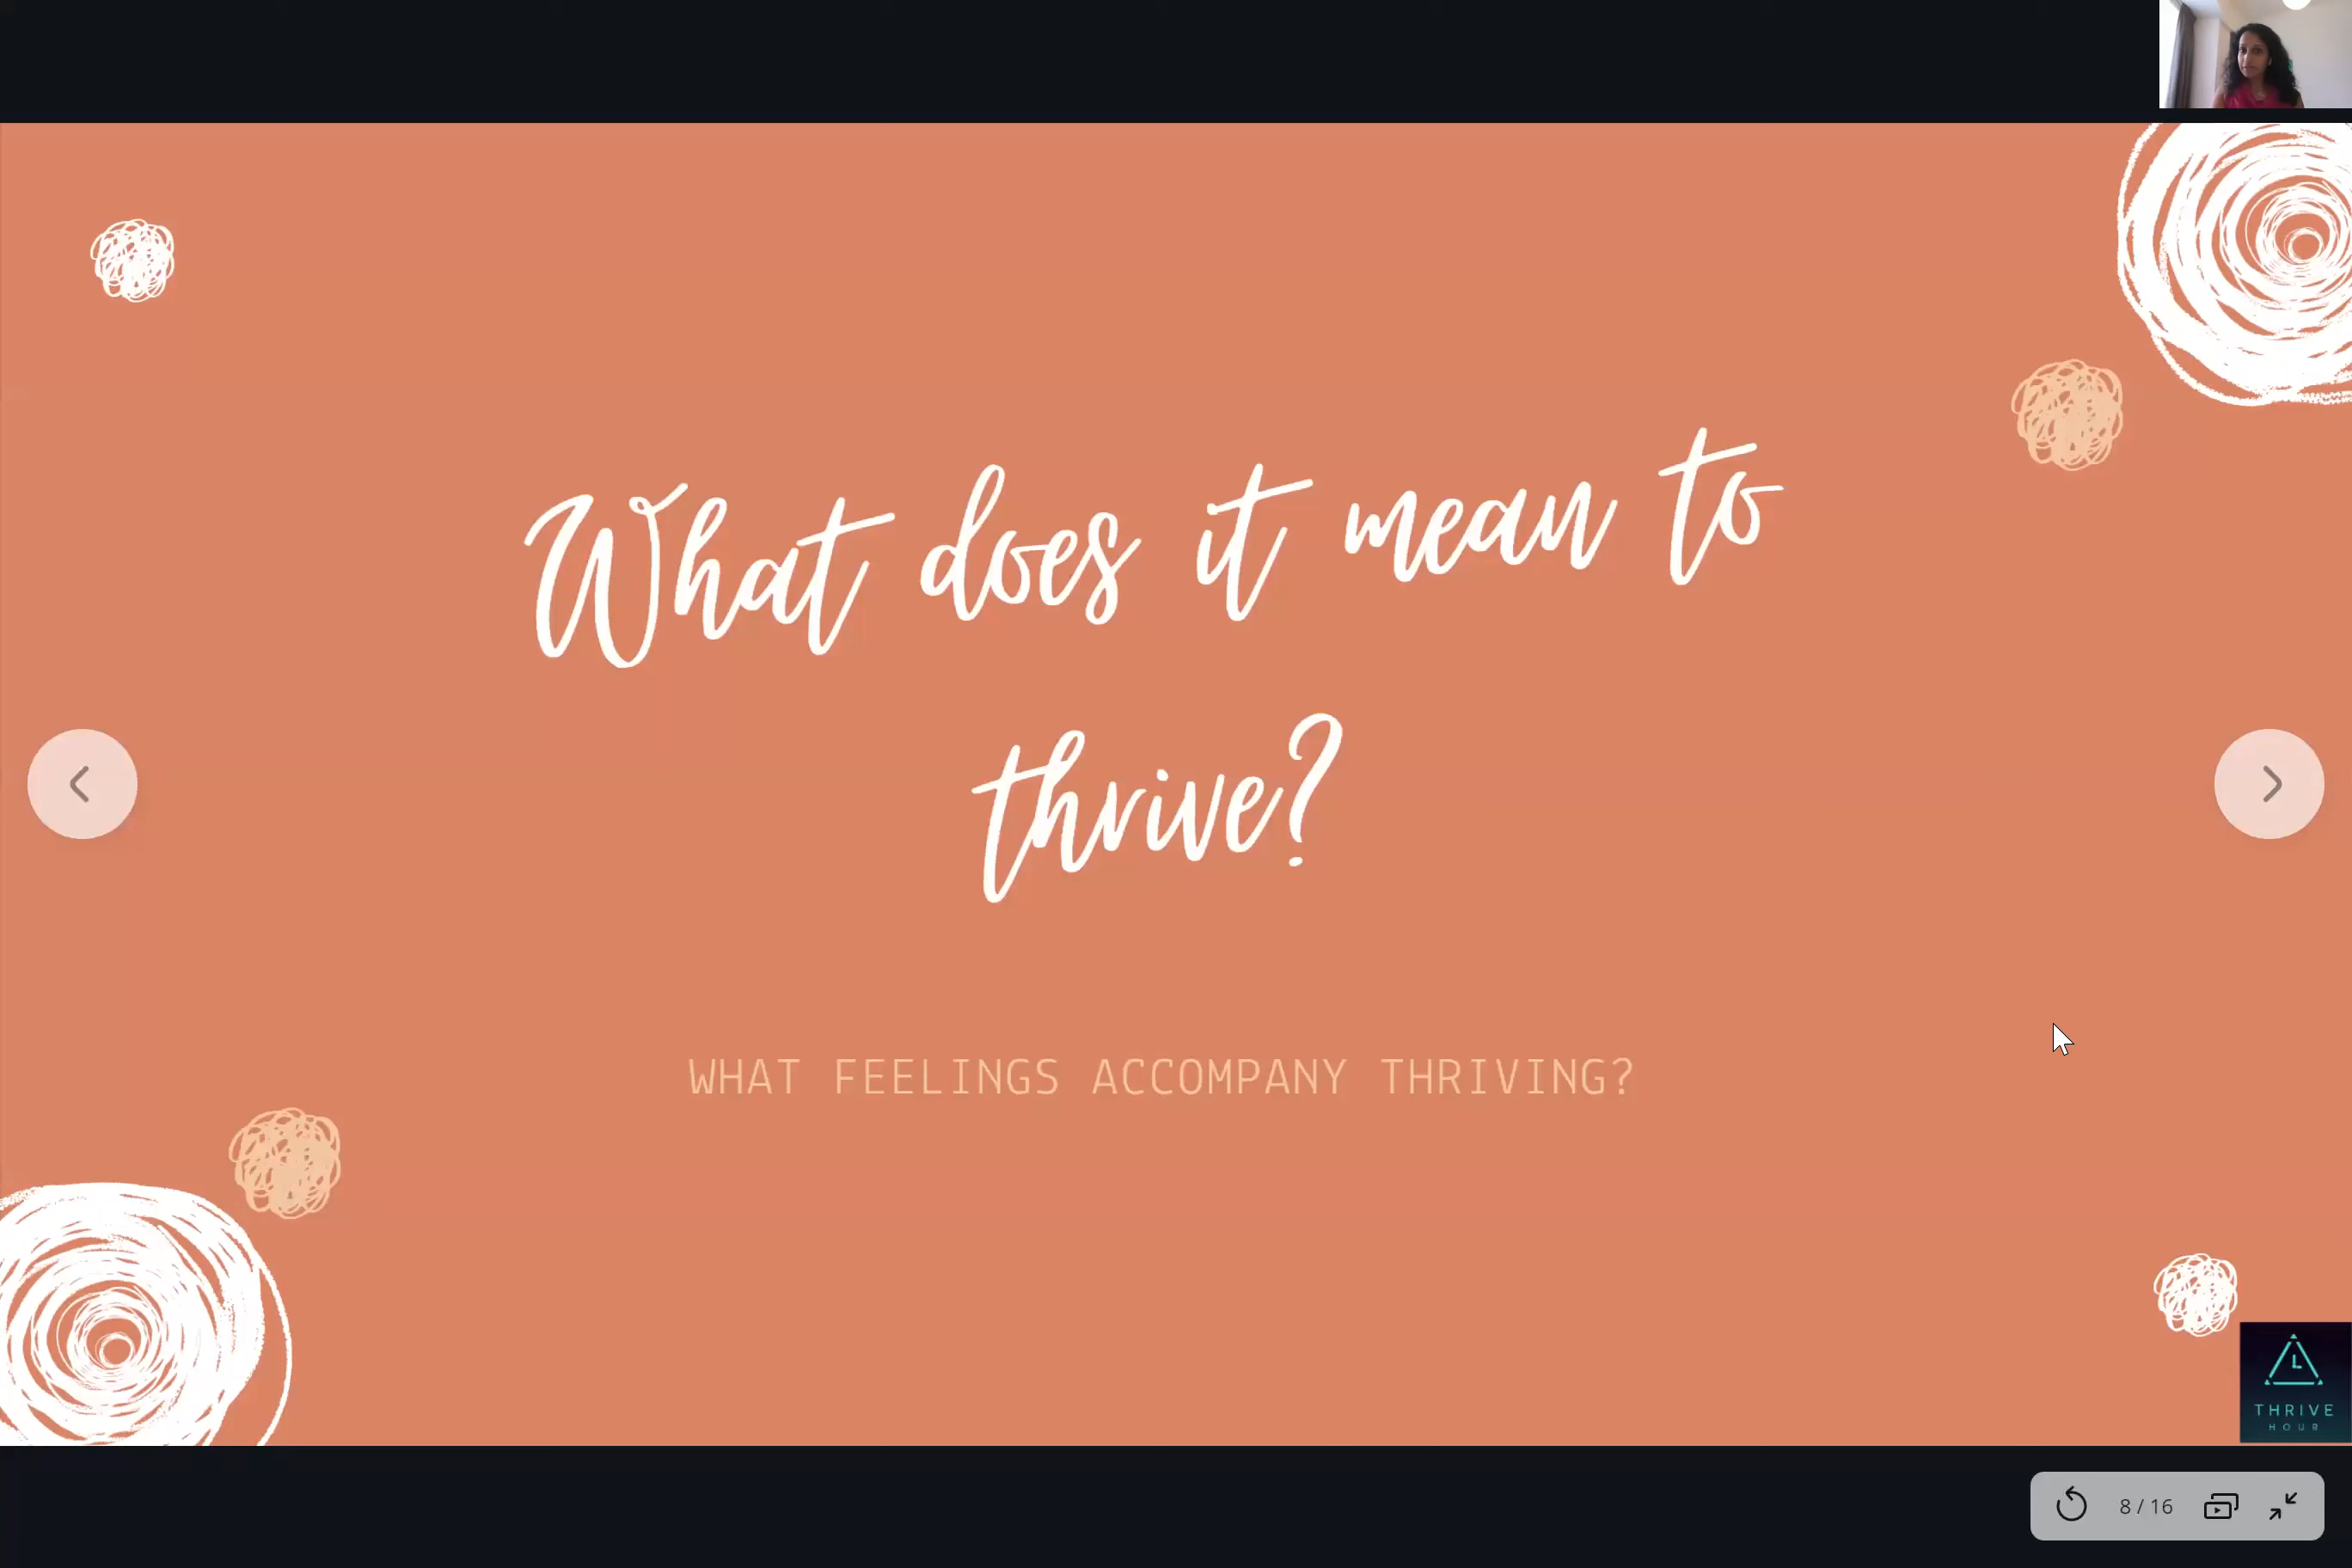 What does it mean to
thrive?
WHAT FEELINGS ACCOMPANY THRIVING?
L
THRIVE
HOUR
8 / 16